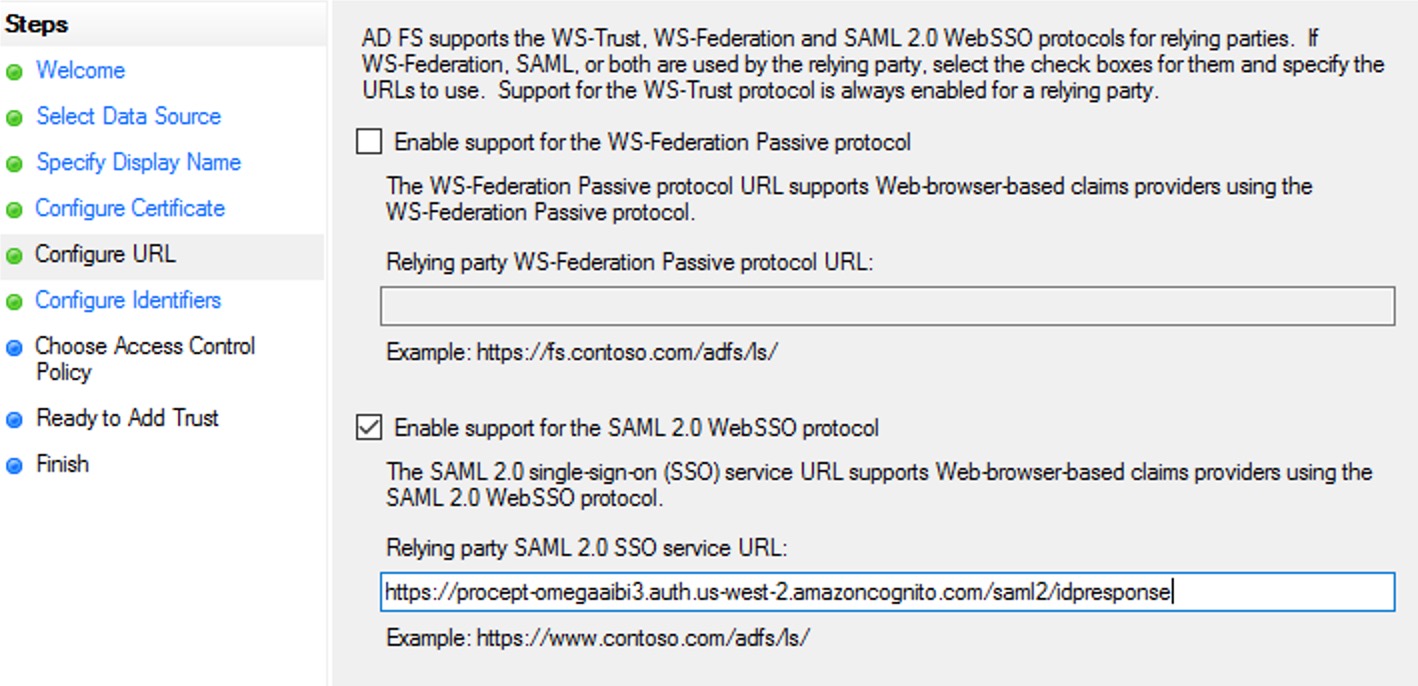 Steps
Welcome
Select Data Source
Specify Display Name
Configure Certificate
Configure URL
Configure Identifiers
Choose Access Control
Policy
Ready to Add Trust
Finish
AD FS supports the WS-Trust, WS-Federation and SAML 2.0 WebSSO protocols for relying parties.  If
WS-Federation, SAML, or both are used by the relying party, select the check boxes for them and specify the
URLs to use.  Support for the WS-Trust protocol is always enabled for a relying party.
Enable support for the WS-Federation Passive protocol
The WS-Federation Passive protocol URL supports Web-browser-based claims providers using the
WS-Federation Passive protocol.
Relying party WS-Federation Passive protocol URL:
Example: https://fs.contoso.com/adfs/ls/
Enable support for the SAML 2.0 WebSSO protocol
The SAML 2.0 single-sign-on (SSO) service URL supports Web-browser-based claims providers using the
SAML 2.0 WebSSO protocol.
Relying party SAML 2.0 SSO service URL:
https://procept-omegaaibi3.auth.us-west-2.amazoncognito.com/saml2/idpresponse
Example: https://www.contoso.com/adfs/ls/